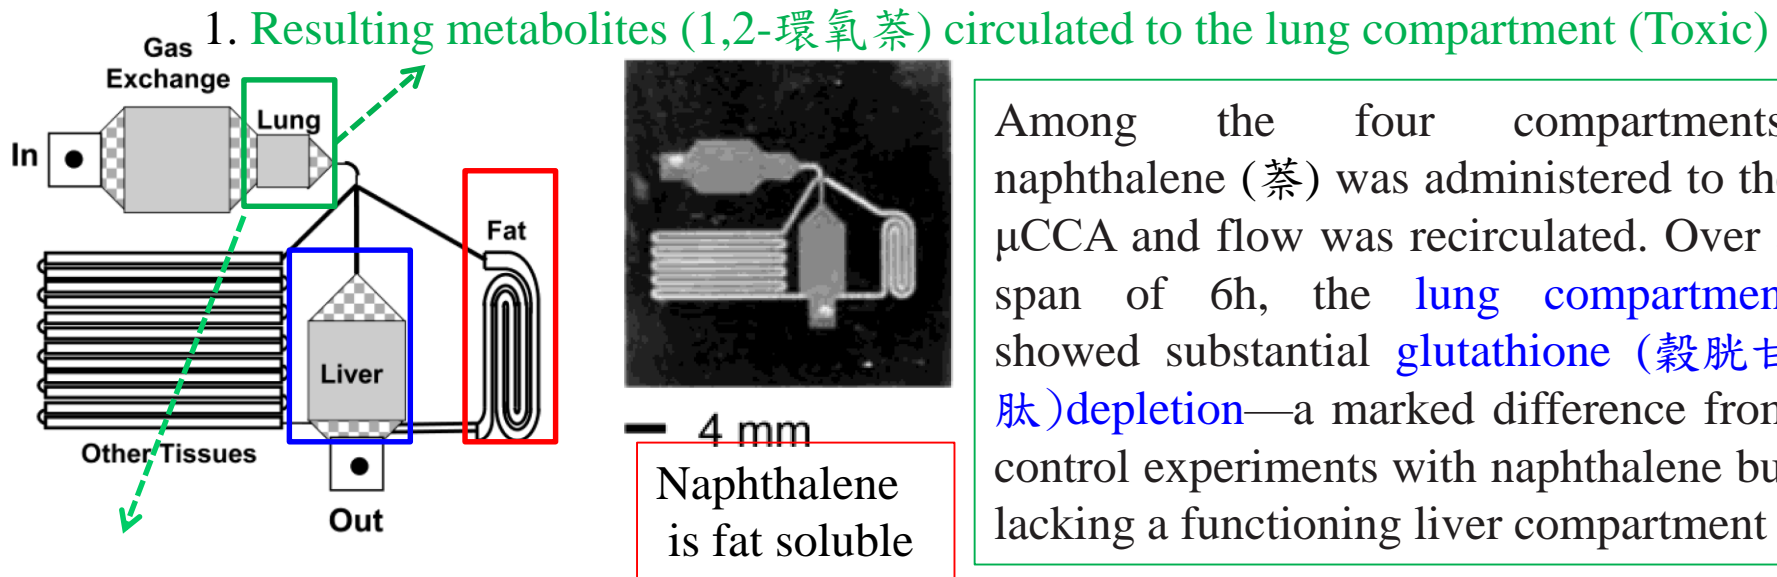 1. Resulting metabolites (1,2-環氧萘) circulated to the lung compartment (Toxic)
Gas
Exchange
Lung
In
Fat
Liver
Other Tissues
Out
4 mm
Naphthalene
is fat soluble
Among the four compartments
naphthalene (萘) was administered to the
μCCA and flow was recirculated. Over
span of 6h, the lung compartmen
showed substantial glutathione (穀胱甘
肽)depletion—a marked difference from
control experiments with naphthalene bu
lacking a functioning liver compartment